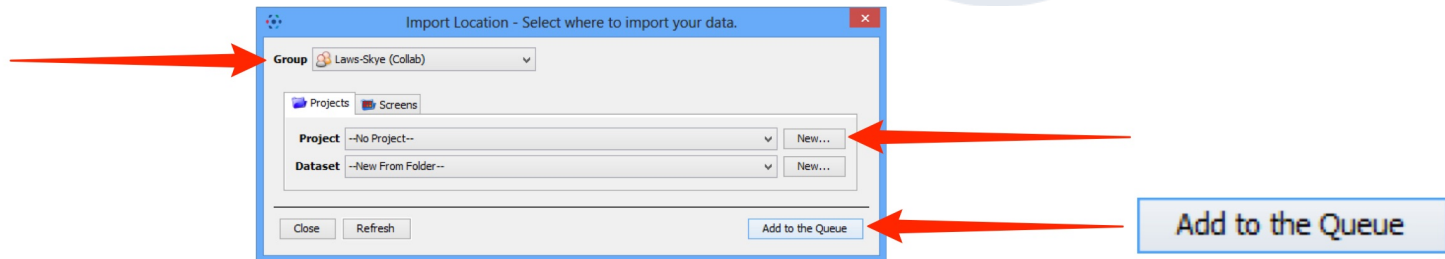 Import Location - Select where to import your data.
Group Laws-Skye (Collab)
Projects Screens
Project --No Project-- New...
Dataset --New From Folder-- New...
Close Refresh Add to the Queue
Add to the Queue